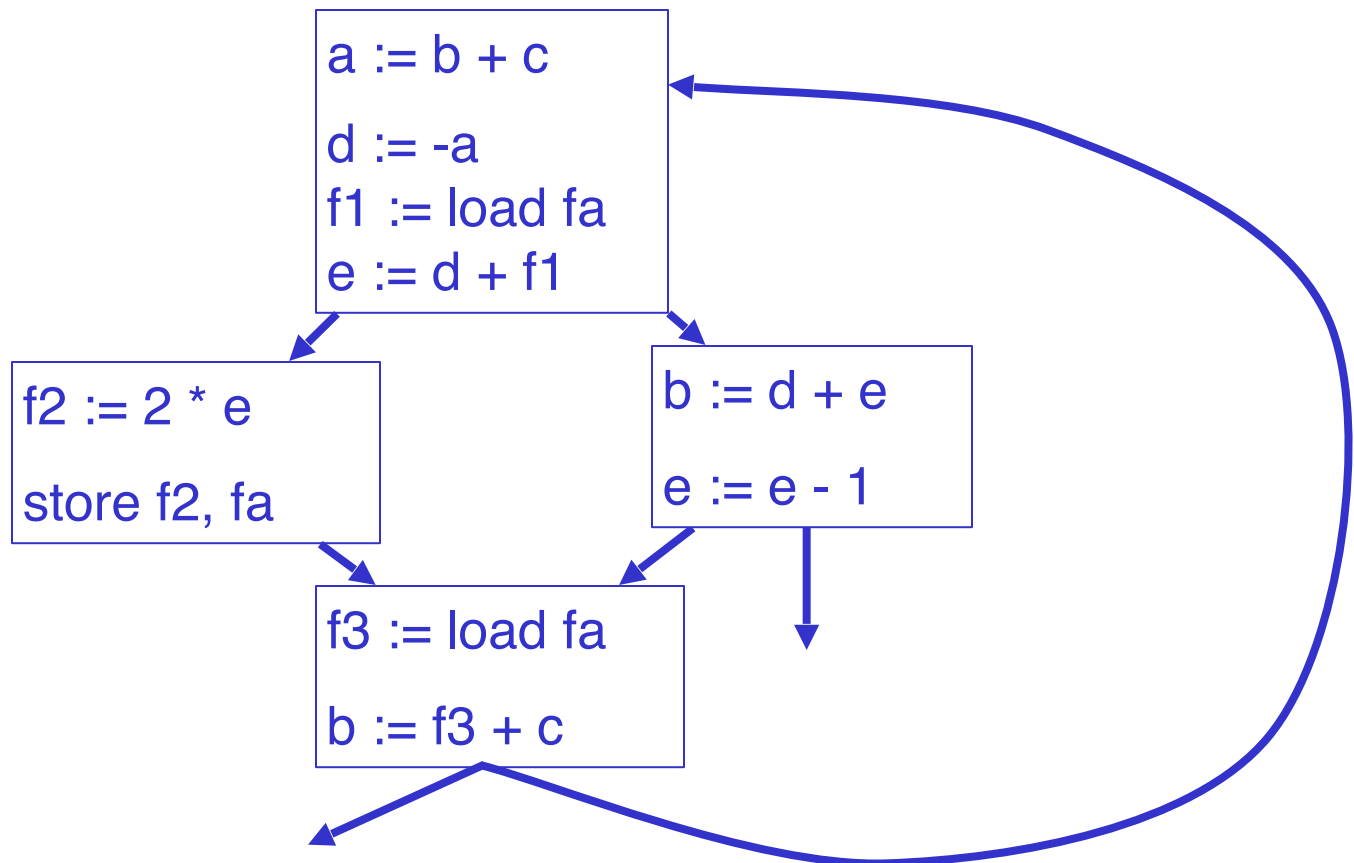 a := b + c
d := -a
f1 := load fa
e := d + f1
f2 := 2 * e
store f2, fa
b := d + e
e := e - 1
f3 := load fa
b := f3 + c